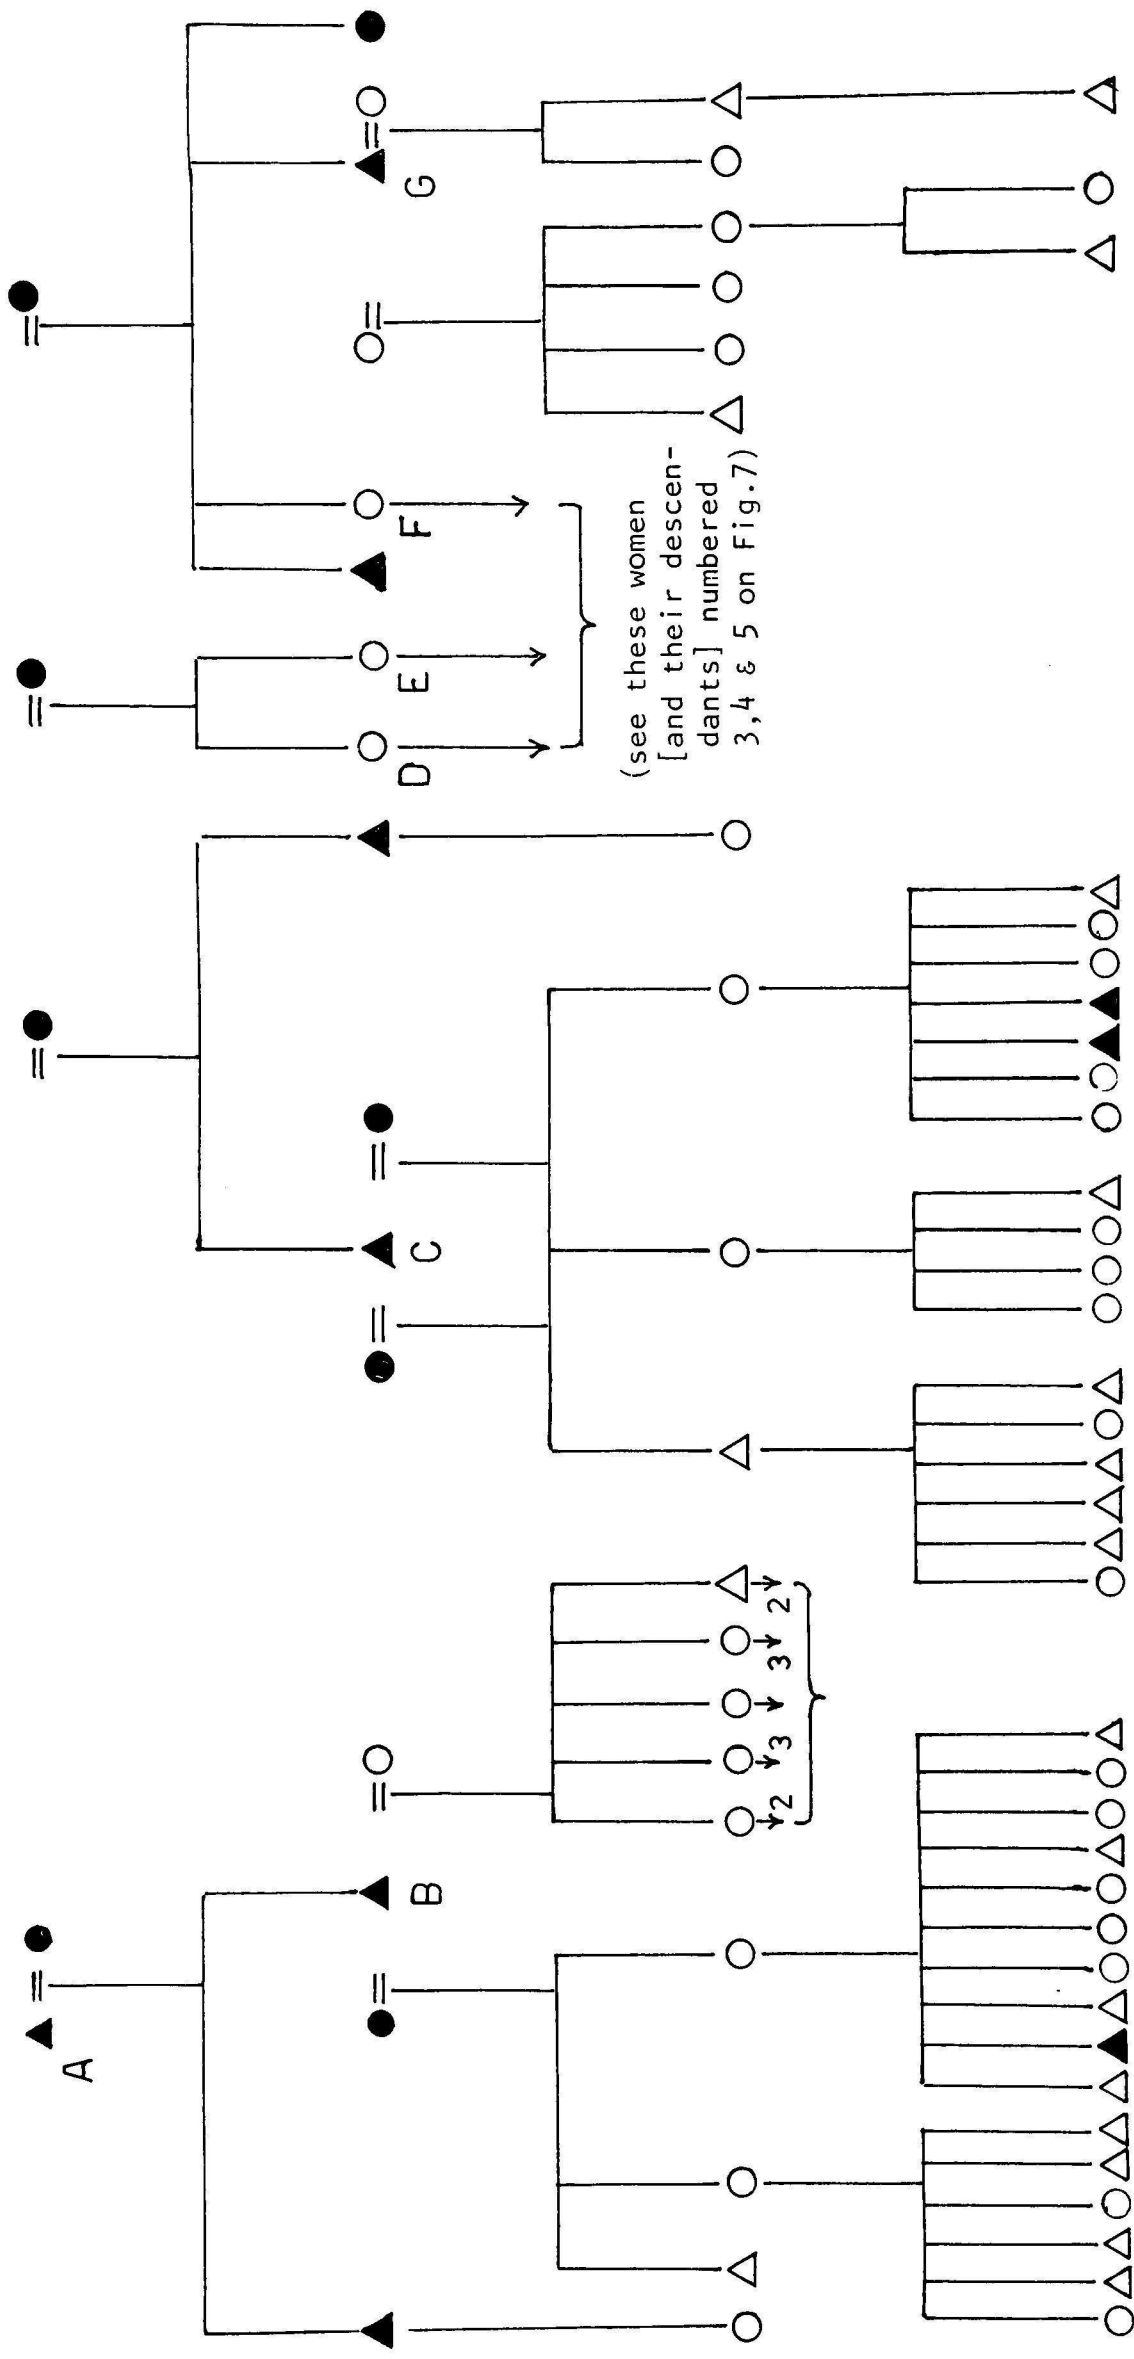 A
B
C
D
E
F
G
2
3
3
2
(see these women
[and their descen-
dants] numbered
3,4 & 5 on Fig.7)